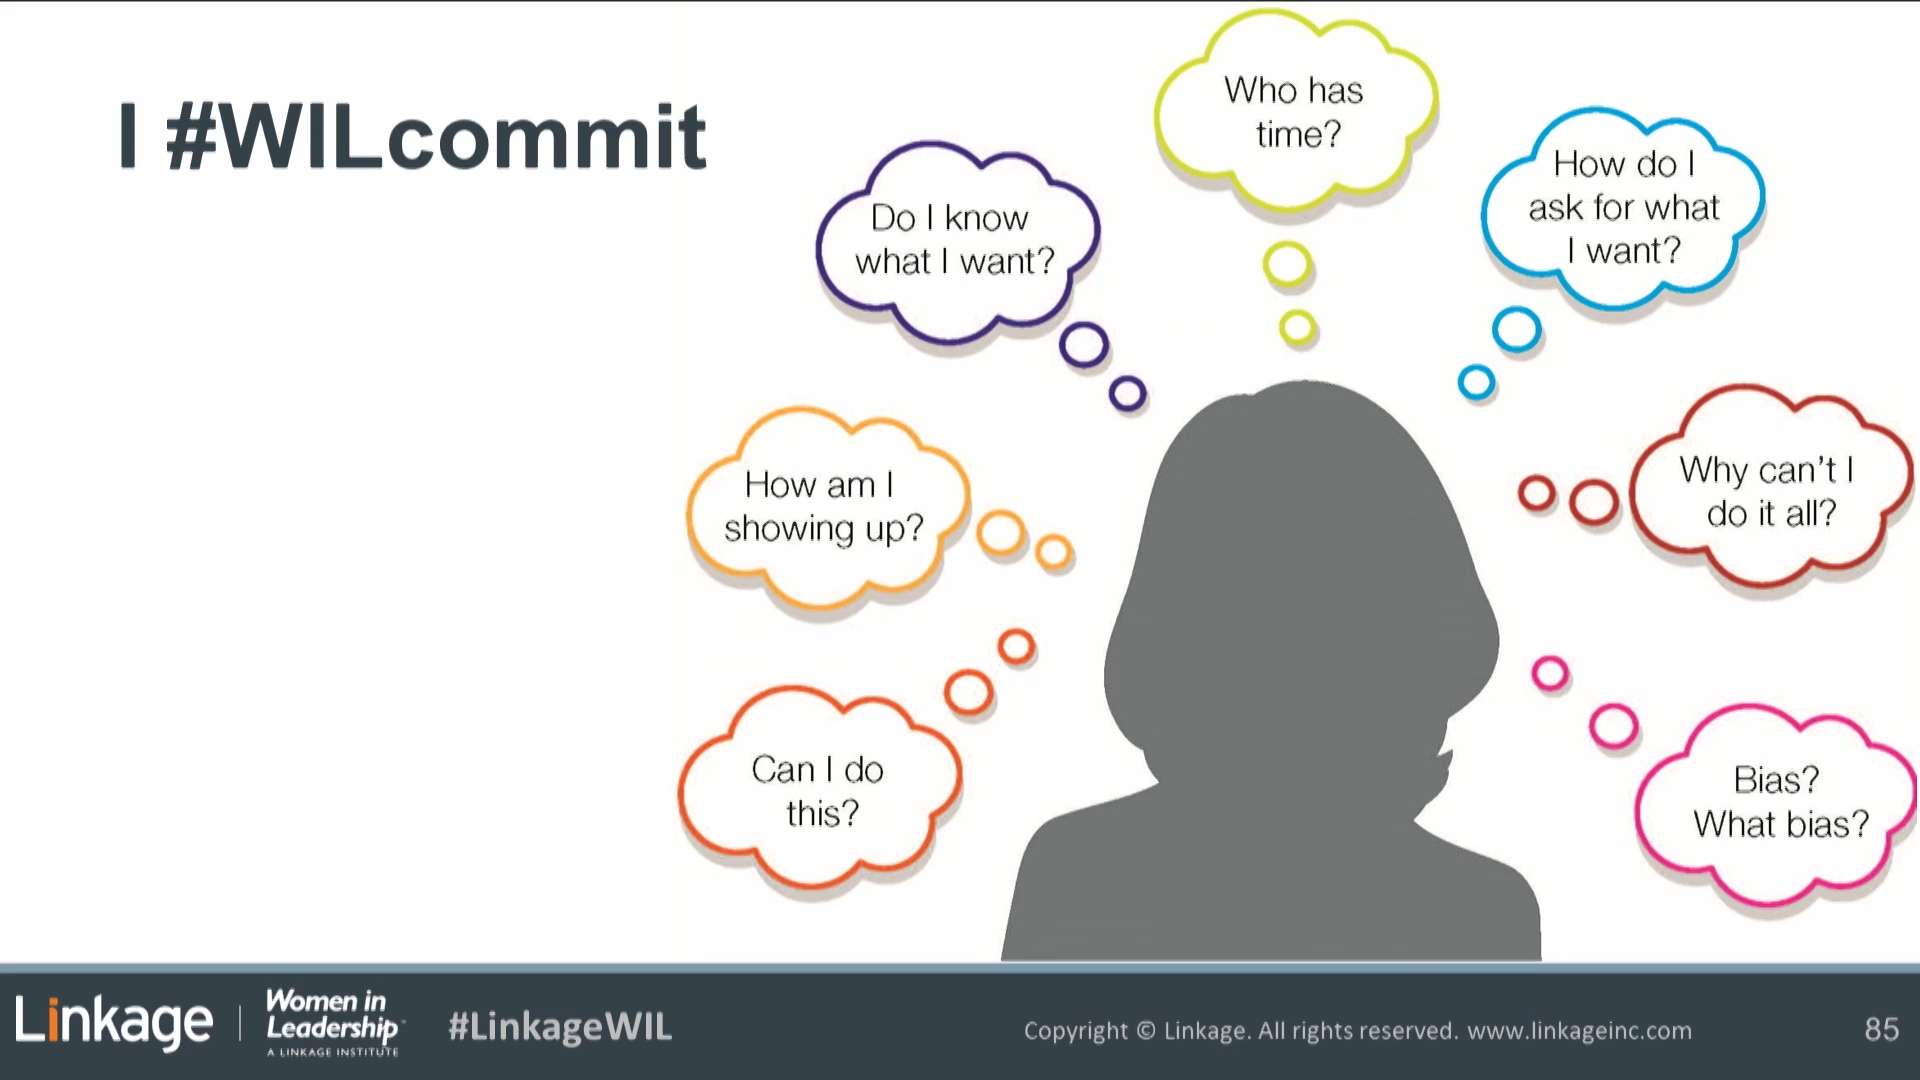 I #WILcommit
Who has
time?
Do I know
what I want?
How do I
ask for what
I want?
How am I
showing up?
Why can't I
do it all?
Can I do
this?
Bias?
What bias?
Linkage
Women in
Leadership
A LINKAGE INSTITUTE
#LinkageWIL
Copyright © Linkage. All rights reserved. www.linkageinc.com
85